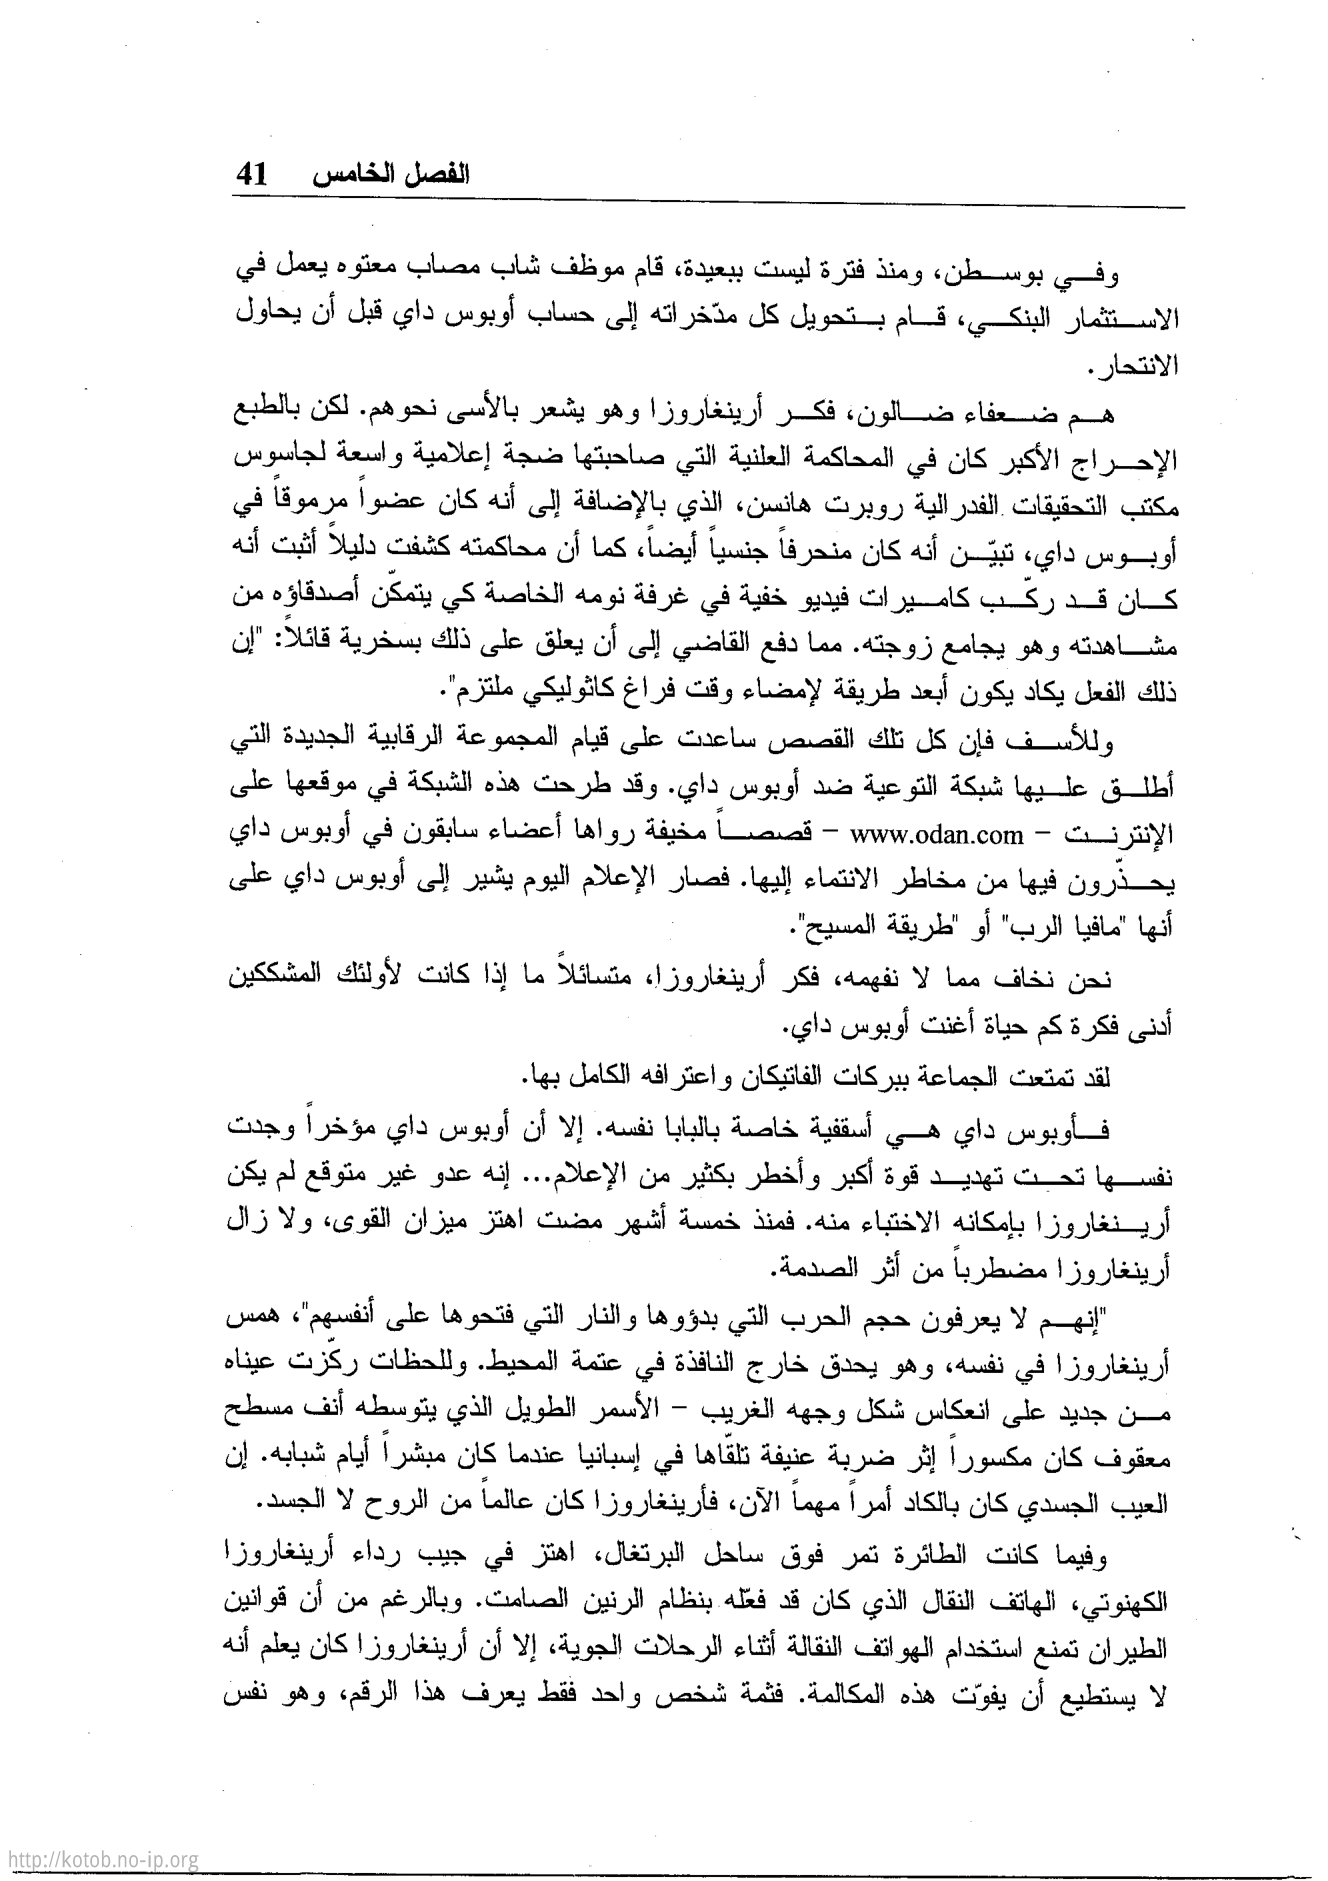 الفصل الخامس 41
وفي بوسطن، ومنذ فترة ليست ببعيدة، قام موظف شاب مصاب معتوه يعمل في
الاستثمار البنكي، قام بتحويل كل مدّخراته إلى حساب أوبوس داي قبل أن يحاول
الانتحار.
هم ضعفاء ضالون، فكر أرينغاروزا وهو يشعر بالأسى نحوهم. لكن بالطبع
الإحراج الأكبر كان في المحاكمة العلنية التي صاحبتها ضجة إعلامية واسعة لجاسوس
مكتب التحقيقات الفدرالية روبرت هانسن، الذي بالإضافة إلى أنه كان عضواً مرموقاً في
أوبوس داي، تبيّن أنه كان منحرفاً جنسياً أيضاً، كما أن محاكمته كشفت دليلاً أثبت أنه
كان قد ركّب كاميرات فيديو خفية في غرفة نومه الخاصة كي يتمكّن أصدقاؤه من
مشاهدته وهو يجامع زوجته. مما دفع القاضي إلى أن يعلق على ذلك بسخرية قائلاً: "إن
ذلك الفعل يكاد يكون أبعد طريقة لإمضاء وقت فراغ كاثوليكي ملتزم".
وللأسف فإن كل تلك القصص ساعدت على قيام المجموعة الرقابية الجديدة التي
أطلق عليها شبكة التوعية ضد أوبوس داي. وقد طرحت هذه الشبكة في موقعها على
الإنترنت – www.odan.com – قصصاً مخيفة رواها أعضاء سابقون في أوبوس داي
يحذّرون فيها من مخاطر الانتماء إليها. فصار الإعلام اليوم يشير إلى أوبوس داي على
أنها "مافيا الرب" أو "طريقة المسيح".
نحن نخاف مما لا نفهمه، فكر أرينغاروزا، متسائلاً ما إذا كانت لأولئك المشككين
أدنى فكرة كم حياة أغنت أوبوس داي.
لقد تمتعت الجماعة ببركات الفاتيكان واعترافه الكامل بها.
فأوبوس داي هي أسقفية خاصة بالبابا نفسه. إلا أن أوبوس داي مؤخراً وجدت
نفسها تحت تهديد قوة أكبر وأخطر بكثير من الإعلام... إنه عدو غير متوقع لم يكن
أرينغاروزا بإمكانه الاختباء منه. فمنذ خمسة أشهر مضت اهتز ميزان القوى، ولا زال
أرينغاروزا مضطرباً من أثر الصدمة.
"إنهم لا يعرفون حجم الحرب التي بدؤوها والنار التي فتحوها على أنفسهم"، همس
أرينغاروزا في نفسه، وهو يحدق خارج النافذة في عتمة المحيط. وللحظات ركّزت عيناه
من جديد على انعكاس شكل وجهه الغريب – الأسمر الطويل الذي يتوسطه أنف مسطح
معقوف كان مكسوراً إثر ضربة عنيفة تلقّاها في إسبانيا عندما كان مبشراً أيام شبابه. إن
العيب الجسدي كان بالكاد أمراً مهماً الآن، فأرينغاروزا كان عالماً من الروح لا الجسد.
وفيما كانت الطائرة تمر فوق ساحل البرتغال، اهتز في جيب رداء أرينغاروزا
الكهنوتي، الهاتف النقال الذي كان قد فعّله بنظام الرنين الصامت. وبالرغم من أن قوانين
الطيران تمنع استخدام الهواتف النقالة أثناء الرحلات الجوية، إلا أن أرينغاروزا كان يعلم أنه
لا يستطيع أن يفوّت هذه المكالمة. فثمة شخص واحد فقط يعرف هذا الرقم، وهو نفس
http://kotob.no-ip.org